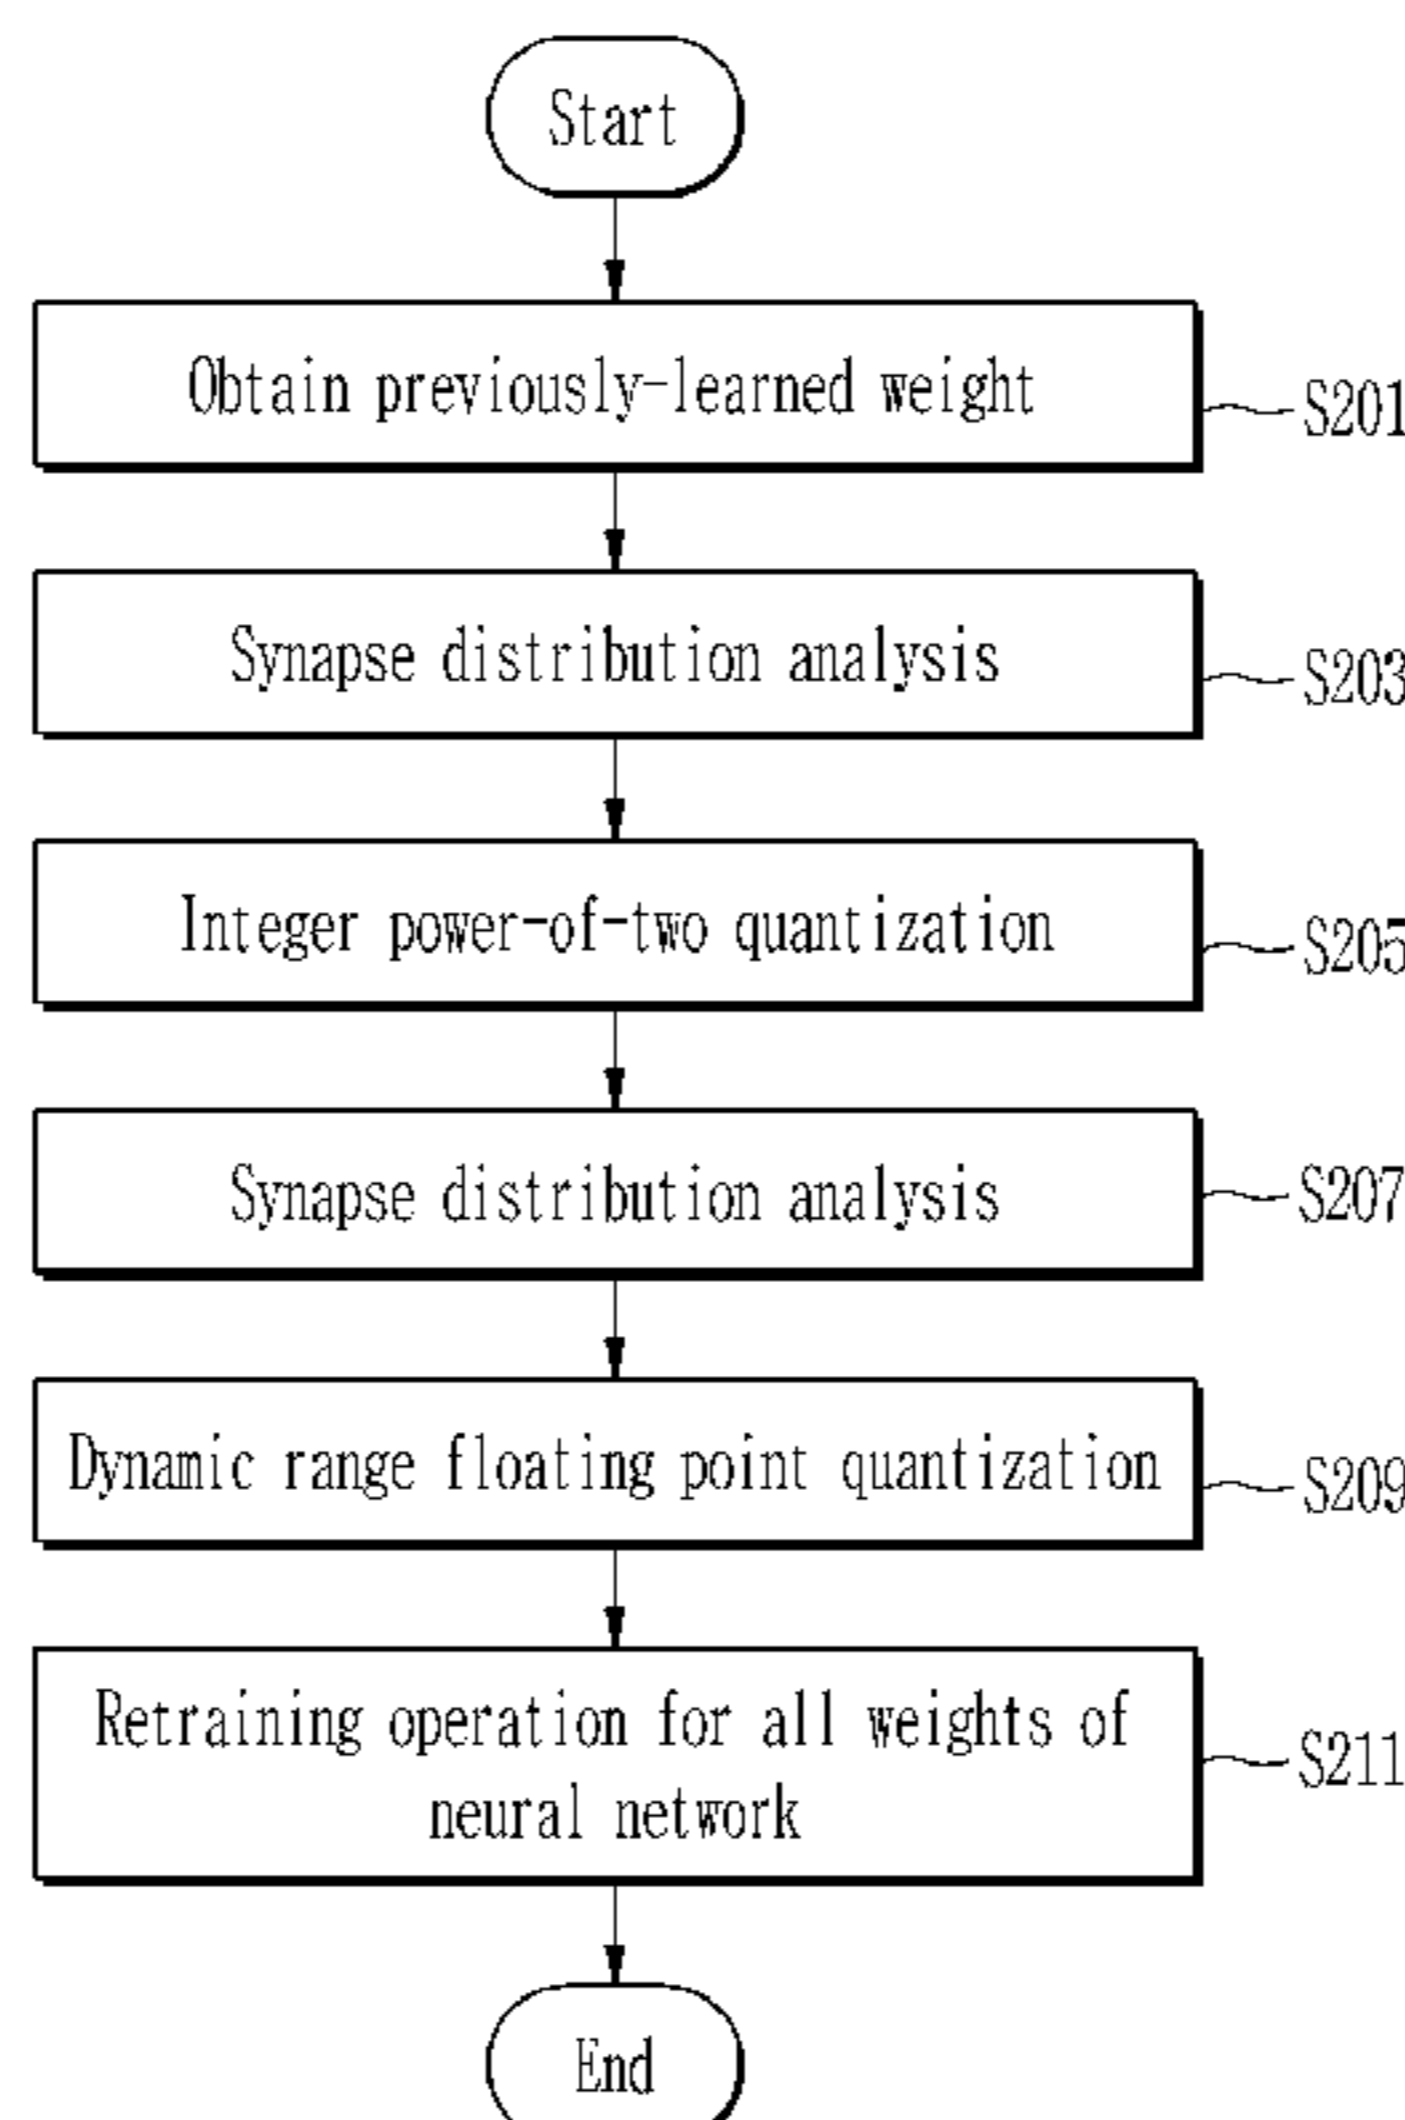 Start
Obtain previously-learned weight
S201
Synapse distribution analysis
S203
Integer power-of-two quantization
S205
Synapse distribution analysis
S207
Dynamic range floating point quantization
S209
Retraining operation for all weights of
neural network
S211
End